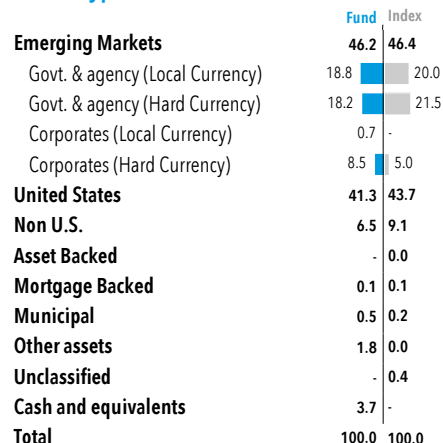 Fund Index
Emerging Markets 46.2 46.4
Govt. & agency (Local Currency) 18.8 20.0
Govt. & agency (Hard Currency) 18.2 21.5
Corporates (Local Currency) 0.7 -
Corporates (Hard Currency) 8.5 5.0
United States 41.3 43.7
Non U.S. 6.5 9.1
Asset Backed - 0.0
Mortgage Backed 0.1 0.1
Municipal 0.5 0.2
Other assets 1.8 0.0
Unclassified - 0.4
Cash and equivalents 3.7 -
Total 100.0 100.0